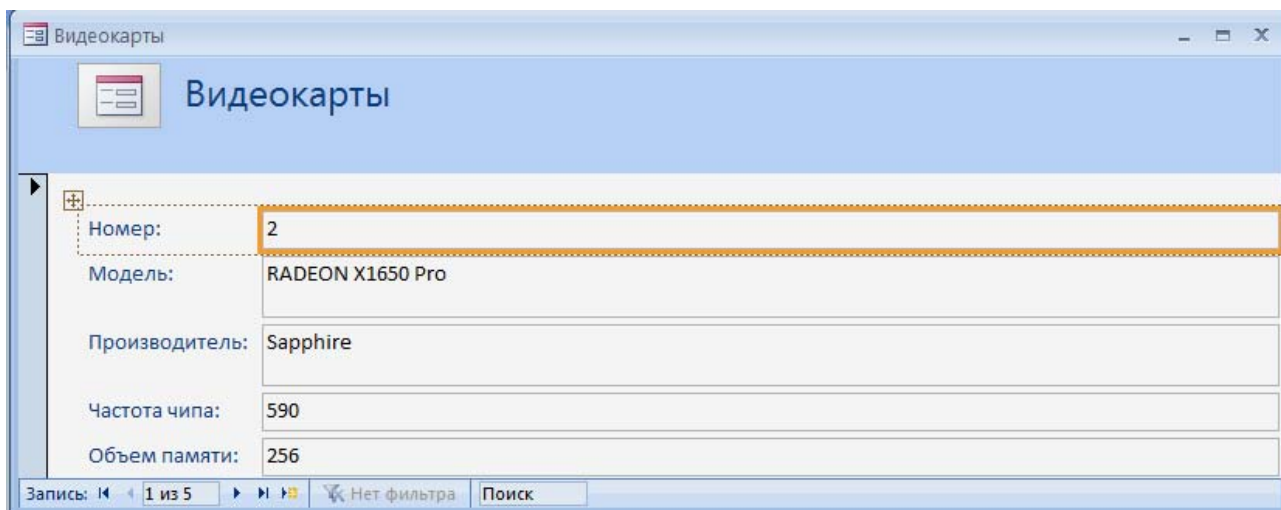 Видеокарты
Видеокарты
Номер: 2
Модель: RADEON X1650 Pro
Производитель: Sapphire
Частота чипа: 590
Объем памяти: 256
Запись: 1 из 5 Нет фильтра Поиск